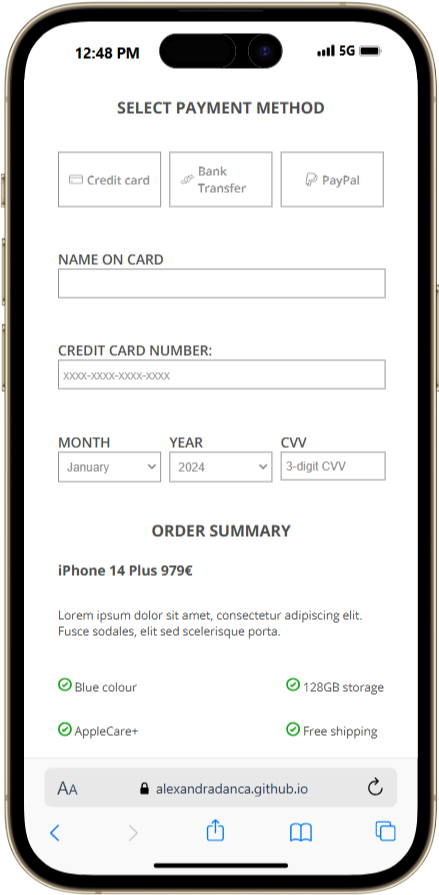 12:48 PM 5G
SELECT PAYMENT METHOD
Credit card
Bank
Transfer
PayPal
NAME ON CARD
CREDIT CARD NUMBER:
xxxx-xxxx-xxxx-xxxx
MONTH YEAR CVV
January 2024 3-digit CVV
ORDER SUMMARY
iPhone 14 Plus 979€
Lorem ipsum dolor sit amet, consectetur adipiscing elit.
Fusce sodales, elit sed scelerisque porta.
Blue colour 128GB storage
AppleCare+ Free shipping
AA alexandradanca.github.io